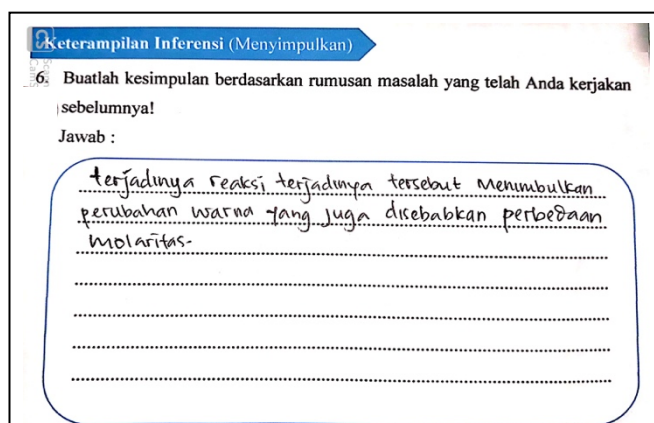 Keterampilan Inferensi (Menyimpulkan)
6. Buatlah kesimpulan berdasarkan rumusan masalah yang telah Anda kerjakan
sebelumnya!
Jawab :
terjadinya reaksi terjadinya tersebut Menimbulkan
perubahan warna yang juga disebabkan perbedaan
molaritas.